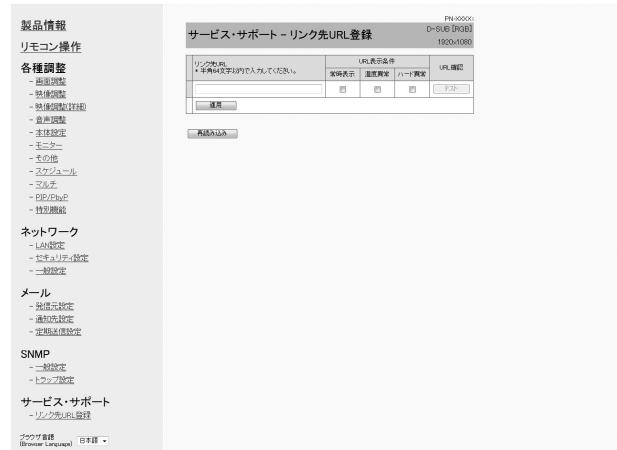 製品情報
リモコン操作
各種調整
- 画面調整
- 映像調整
- 映像調整(詳細)
- 音声調整
- 本体設定
- モニター
- その他
- スケジュール
- マルチ
- PIP/PbyP
- 特別機能
ネットワーク
- LAN設定
- セキュリティ設定
- 一般設定
メール
- 発信元設定
- 通知先設定
- 定期送信設定
SNMP
- 一般設定
- トラップ設定
サービス・サポート
- リンク先URL登録
ブラウザ言語
(Browser Language)
日本語
PN-XXXX
サービス・サポート - リンク先URL登録
D-SUB [RGB]
1920x1080
リンク先URL
* 半角64文字以内で入力してください。
URL表示条件
常時表示 温度異常 ハード異常
URL確認
テスト
適用
再読み込み